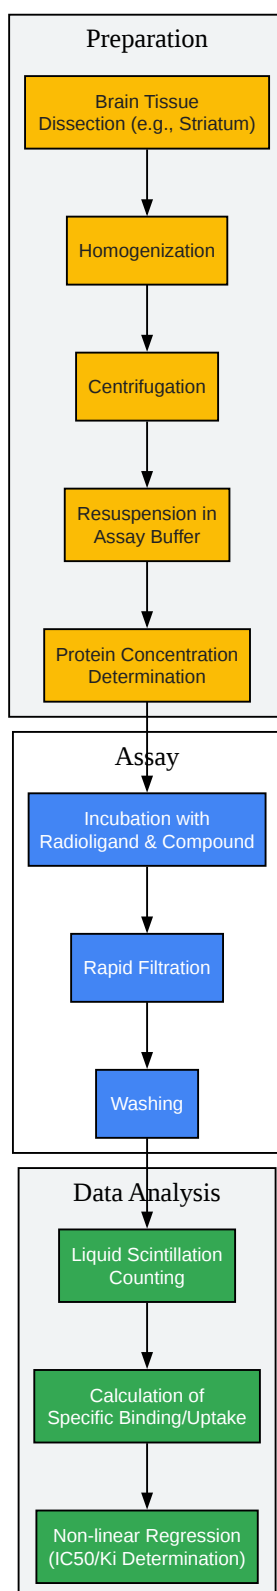 Preparation
Brain Tissue
Dissection (e.g., Striatum)
Homogenization
Centrifugation
Resuspension in
Assay Buffer
Protein Concentration
Determination
Assay
Incubation with
Radioligand & Compound
Rapid Filtration
Washing
Data Analysis
Liquid Scintillation
Counting
Calculation of
Specific Binding/Uptake
Non-linear Regression
(IC50/Ki Determination)